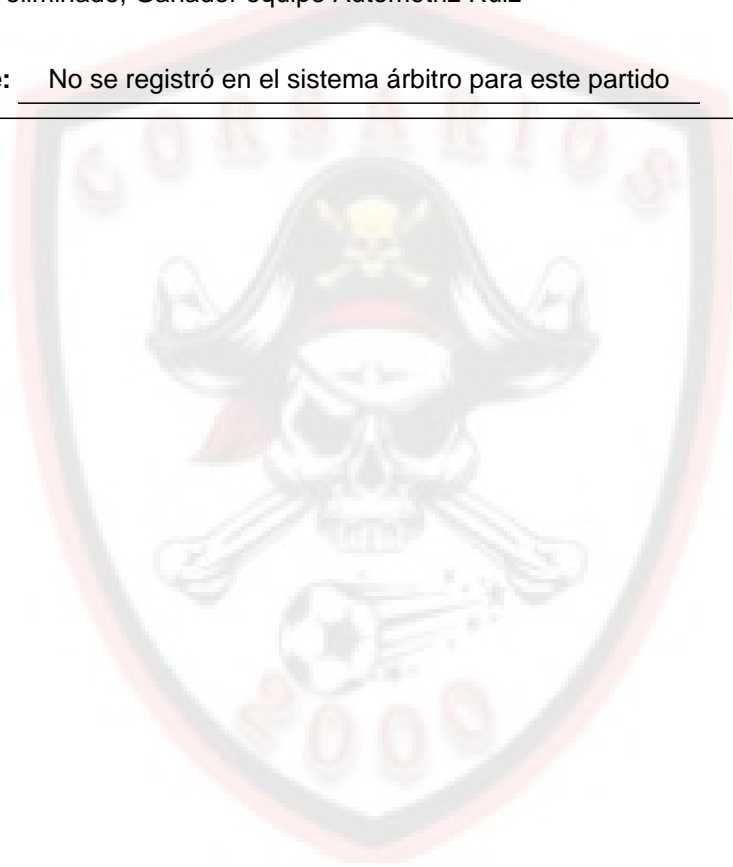 eliminado, Ganador equipo Automotriz Ruiz
: No se registró en el sistema árbitro para este partido
CORSARIOS
2000